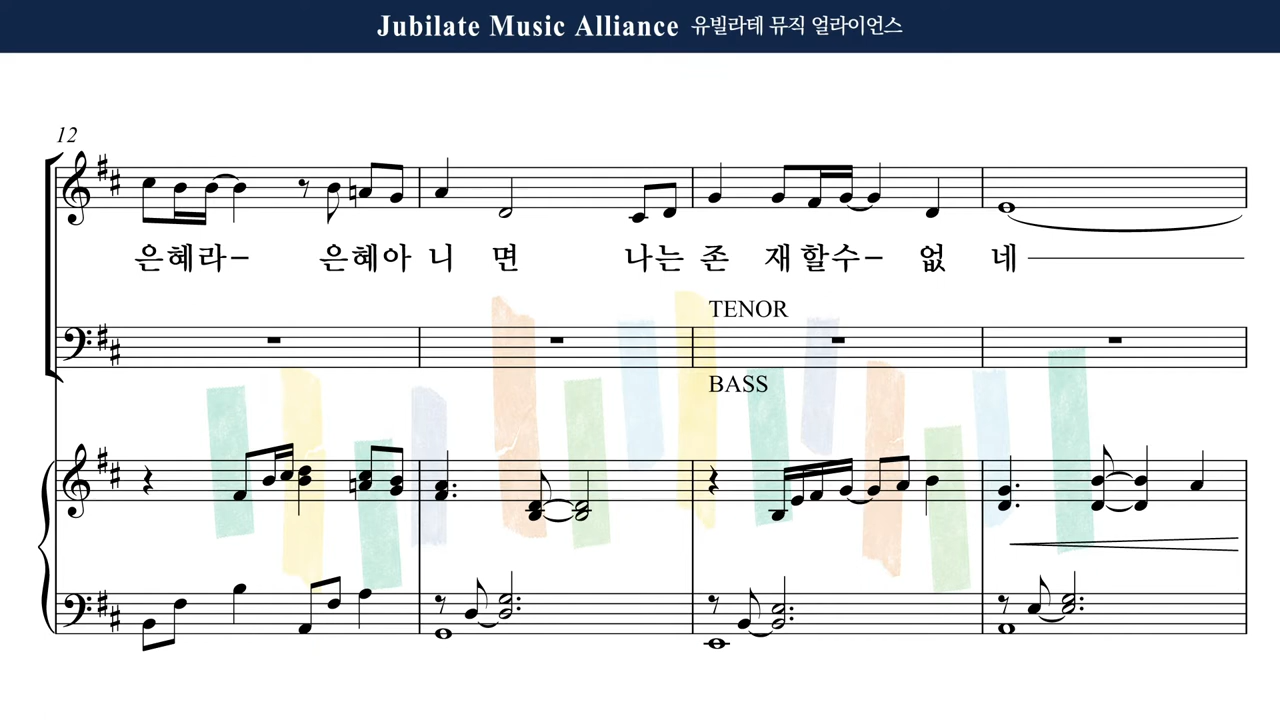 Jubilate Music Alliance 유빌라테 뮤직 얼라이언스
12
은혜라- 은혜아 니 면 나는 존 재 할수- 없 네
TENOR
BASS